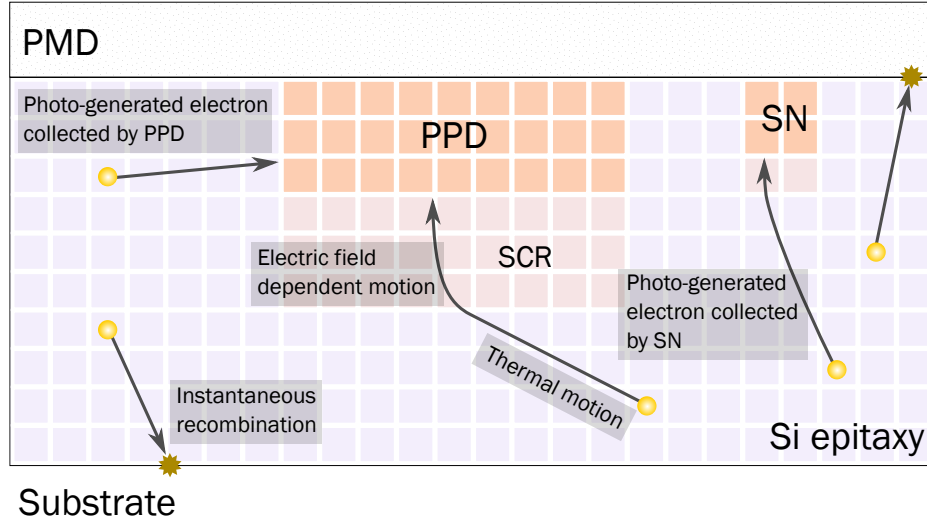 PMD
Photo-generated electron
collected by PPD
PPD
SN
Electric field
dependent motion
SCR
Photo-generated
electron collected
by SN
Thermal motion
Instantaneous
recombination
Si epitaxy
Substrate